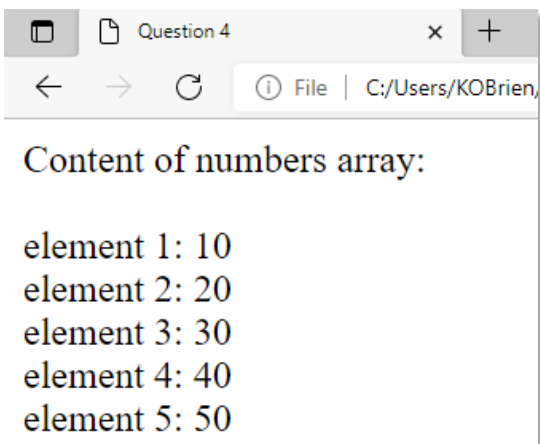 Question 4
File | C:/Users/KOBrien/
Content of numbers array:
element 1: 10
element 2: 20
element 3: 30
element 4: 40
element 5: 50